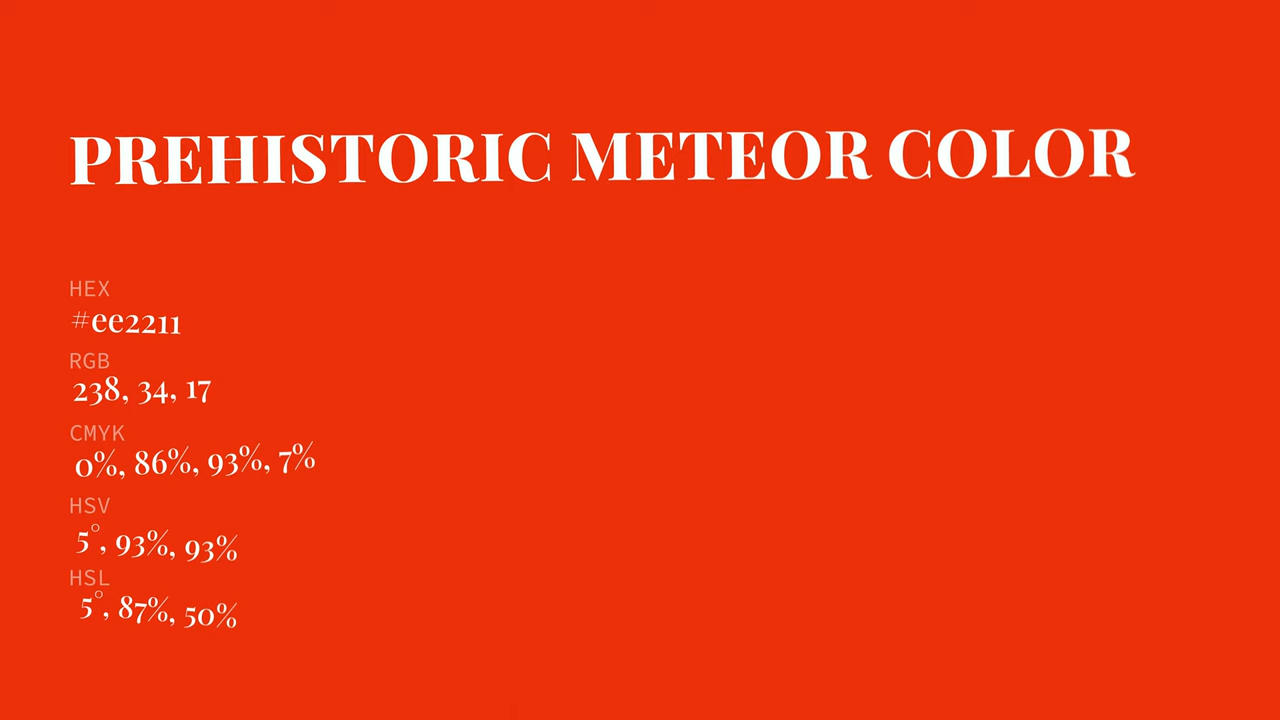 PREHISTORIC METEOR COLOR
HEX
#ee2211
RGB
238, 34, 17
CMYK
0%, 86%, 93%, 7%
HSV
5°, 93%, 93%
HSL
5°, 87%, 50%